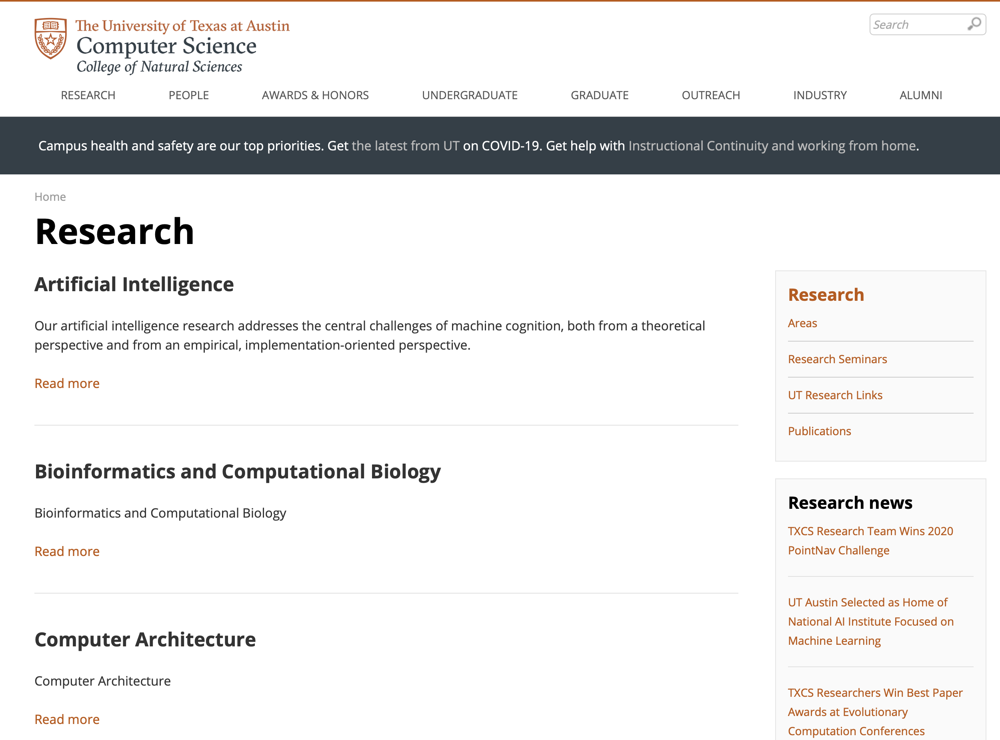 The University of Texas at Austin
Computer Science
College of Natural Sciences
Search
RESEARCH PEOPLE AWARDS & HONORS UNDERGRADUATE GRADUATE OUTREACH INDUSTRY ALUMNI
Campus health and safety are our top priorities. Get the latest from UT on COVID-19. Get help with Instructional Continuity and working from home.
Home
Research
Artificial Intelligence
Our artificial intelligence research addresses the central challenges of machine cognition, both from a theoretical
perspective and from an empirical, implementation-oriented perspective.
Read more
Bioinformatics and Computational Biology
Bioinformatics and Computational Biology
Read more
Computer Architecture
Computer Architecture
Read more
Research
Areas
Research Seminars
UT Research Links
Publications
Research news
TXCS Research Team Wins 2020
PointNav Challenge
UT Austin Selected as Home of
National AI Institute Focused on
Machine Learning
TXCS Researchers Win Best Paper
Awards at Evolutionary
Computation Conferences